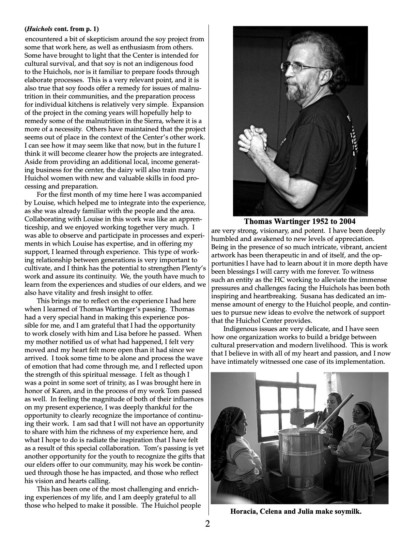 (Huichols cont. from p. 1)
encountered a bit of skepticism around the soy project from
some that work here, as well as enthusiasm from others.
Some have brought to light that the Center is intended for
cultural survival, and that soy is not an indigenous food
to the Huichols, nor is it familiar to prepare foods through
elaborate processes. This is a very relevant point, and it is
also true that soy foods offer a remedy for issues of malnu-
trition in their communities, and the preparation process
for individual kitchens is relatively very simple. Expansion
of the project in the coming years will hopefully help to
remedy some of the malnutrition in the Sierra, where it is a
more of a necessity. Others have maintained that the project
seems out of place in the context of the Center's other work.
I can see how it may seem like that now, but in the future I
think it will become clearer how the projects are integrated.
Aside from providing an additional local, income generat-
ing business for the center, the dairy will also train many
Huichol women with new and valuable skills in food pro-
cessing and preparation.
For the first month of my time here I was accompanied
by Louise, which helped me to integrate into the experience,
as she was already familiar with the people and the area.
Collaborating with Louise in this work was like an appren-
ticeship, and we enjoyed working together very much. I
was able to observe and participate in processes and experi-
ments in which Louise has expertise, and in offering my
support, I learned through experience. This type of work-
ing relationship between generations is very important to
cultivate, and I think has the potential to strengthen Plenty's
work and assure its continuity. We, the youth have much to
learn from the experiences and studies of our elders, and we
also have vitality and fresh insight to offer.
This brings me to reflect on the experience I had here
when I learned of Thomas Wartinger's passing. Thomas
had a very special hand in making this experience pos-
sible for me, and I am grateful that I had the opportunity
to work closely with him and Lisa before he passed. When
my mother notified us of what had happened, I felt very
moved and my heart felt more open than it had since we
arrived. I took some time to be alone and process the wave
of emotion that had come through me, and I reflected upon
the strength of this spiritual message. I felt as though I
was a point in some sort of trinity, as I was brought here in
honor of Karen, and in the process of my work Tom passed
as well. In feeling the magnitude of both of their influences
on my present experience, I was deeply thankful for the
opportunity to clearly recognize the importance of continu-
ing their work. I am sad that I will not have an opportunity
to share with him the richness of my experience here, and
what I hope to do is radiate the inspiration that I have felt
as a result of this special collaboration. Tom's passing is yet
another opportunity for the youth to recognize the gifts that
our elders offer to our community, may his work be contin-
ued through those he has impacted, and those who reflect
his vision and hearts calling.
This has been one of the most challenging and enrich-
ing experiences of my life, and I am deeply grateful to all
those who helped to make it possible. The Huichol people
Thomas Wartinger 1952 to 2004
are very strong, visionary, and potent. I have been deeply
humbled and awakened to new levels of appreciation.
Being in the presence of so much intricate, vibrant, ancient
artwork has been therapeutic in and of itself, and the op-
portunities I have had to learn about it in more depth have
been blessings I will carry with me forever. To witness
such an entity as the HC working to alleviate the immense
pressures and challenges facing the Huichols has been both
inspiring and heartbreaking. Susana has dedicated an im-
mense amount of energy to the Huichol people, and contin-
ues to pursue new ideas to evolve the network of support
that the Huichol Center provides.
Indigenous issues are very delicate, and I have seen
how one organization works to build a bridge between
cultural preservation and modern livelihood. This is work
that I believe in with all of my heart and passion, and I now
have intimately witnessed one case of its implementation.
Horacia, Celena and Julia make soymilk.
2